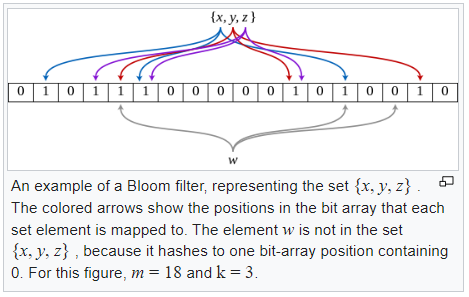 {x, y, z}
0 1 0 1 1 1 0 0 0 0 0 1 0 1 0 0 1 0
w
An example of a Bloom filter, representing the set {x, y, z} .
The colored arrows show the positions in the bit array that each
set element is mapped to. The element w is not in the set
{x, y, z} , because it hashes to one bit-array position containing
0. For this figure, m = 18 and k = 3.